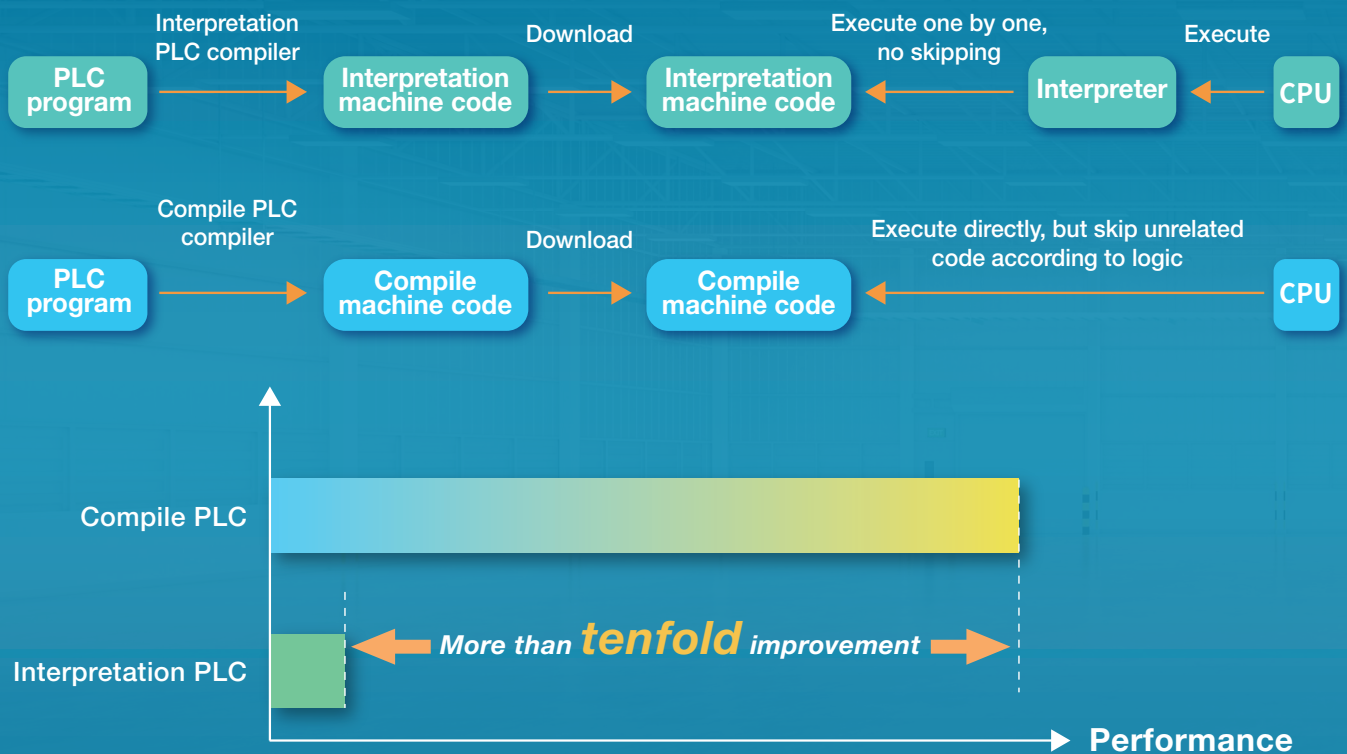 Interpretation
PLC compiler
Download
Execute one by one,
no skipping
Execute
PLC
program
Interpretation
machine code
Interpretation
machine code
Interpreter
CPU
Compile PLC
compiler
Download
Execute directly, but skip unrelated
code according to logic
PLC
program
Compile
machine code
Compile
machine code
CPU
Compile PLC
More than tenfold improvement
Interpretation PLC
Performance